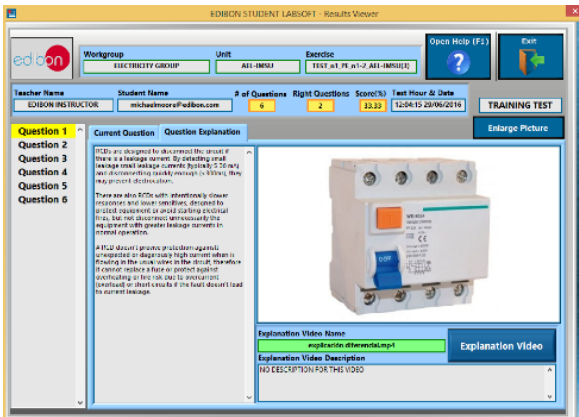 EDIBON STUDENT LABSOFT - Results Viewer
edibon
Workgroup
ELECTRICITY GROUP
Unit
AEL-IMSU
Exercise
TEST_n1_PE_n1-2_AEL-IMSU(3)
Open Help (F1)
?
Exit
Teacher Name
EDIBON INSTRUCTOR
Student Name
michaelmoore@edibon.com
# of Questions
6
Right Questions
2
Score(%)
33.33
Test Hour & Date
12:04:15 29/06/2016
TRAINING TEST
Question 1
Question 2
Question 3
Question 4
Question 5
Question 6
Current Question
Question Explanation
Enlarge Picture
RCDs are designed to disconnect the circuit if
there is a leakage current. By detecting small
leakage small leakage currents (typically 5-30 mA)
and disconnecting quickly enough (<300ms), they
may prevent electrocution.
There are also RCDs with intentionally slower
responses and lower sensitives, designed to
protect equipment or avoid starting electrical
fires, but not disconnect unnecessarily the
equipment with greater leakage currents in
normal operation.
A RCD doesn't provide protection against
unexpected or dagerously high current when is
flowing in the usual wires in the circuit, therefore
it cannot replace a fuse or protect against
overheating or fire risk due to overcurrent
(overload) or short circuits if the fault doesn't lead
to current leakage.
CE
Explanation Video Name
explicación diferencial.mp4
Explanation Video
Explanation Video Description
NO DESCRIPTION FOR THIS VIDEO